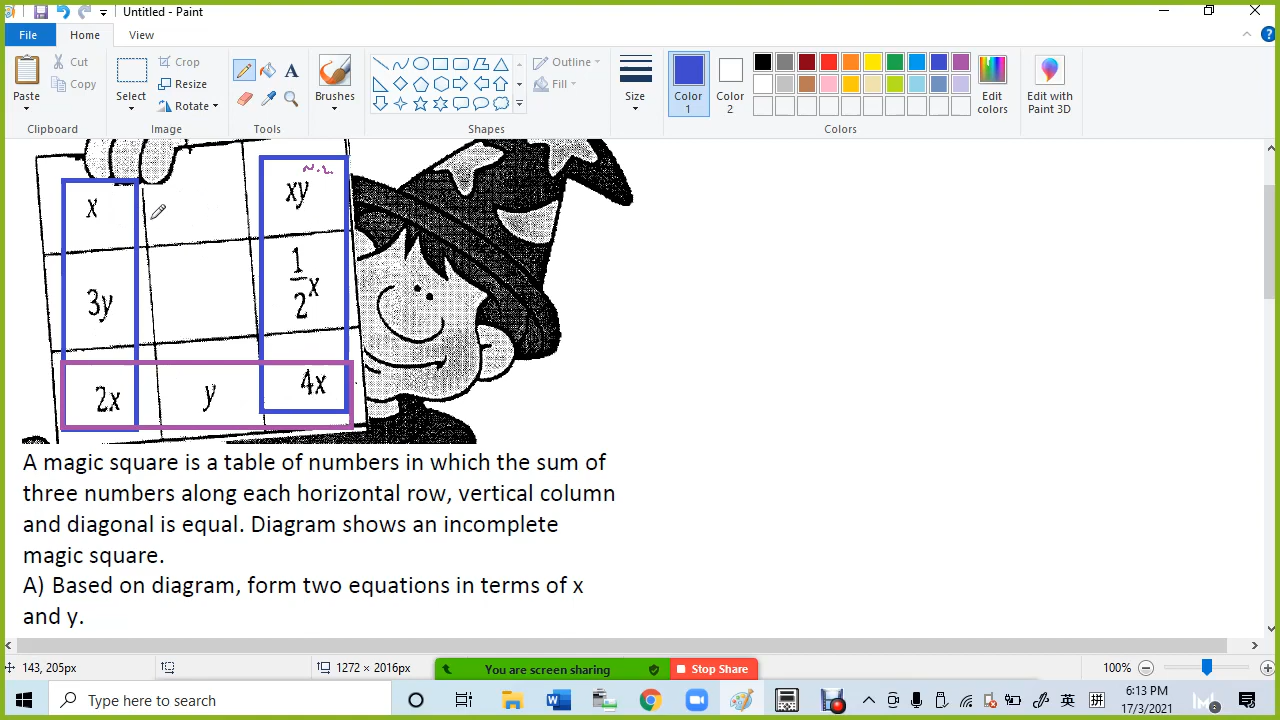 Untitled - Paint
File Home View
Paste
Cut
Copy
Clipboard
Select
Crop
Resize
Rotate
Image
A
Tools
Brushes
Outline
Fill
Shapes
Size
Color 1
Color 2
Edit colors
Colors
Edit with Paint 3D
x xy
3y 1/2 x
2x y 4x
A magic square is a table of numbers in which the sum of
three numbers along each horizontal row, vertical column
and diagonal is equal. Diagram shows an incomplete
magic square.
A) Based on diagram, form two equations in terms of x
and y.
143, 205px
1272 × 2016px
You are screen sharing
Stop Share
100%
Type here to search
英
拼
6:13 PM
17/3/2021